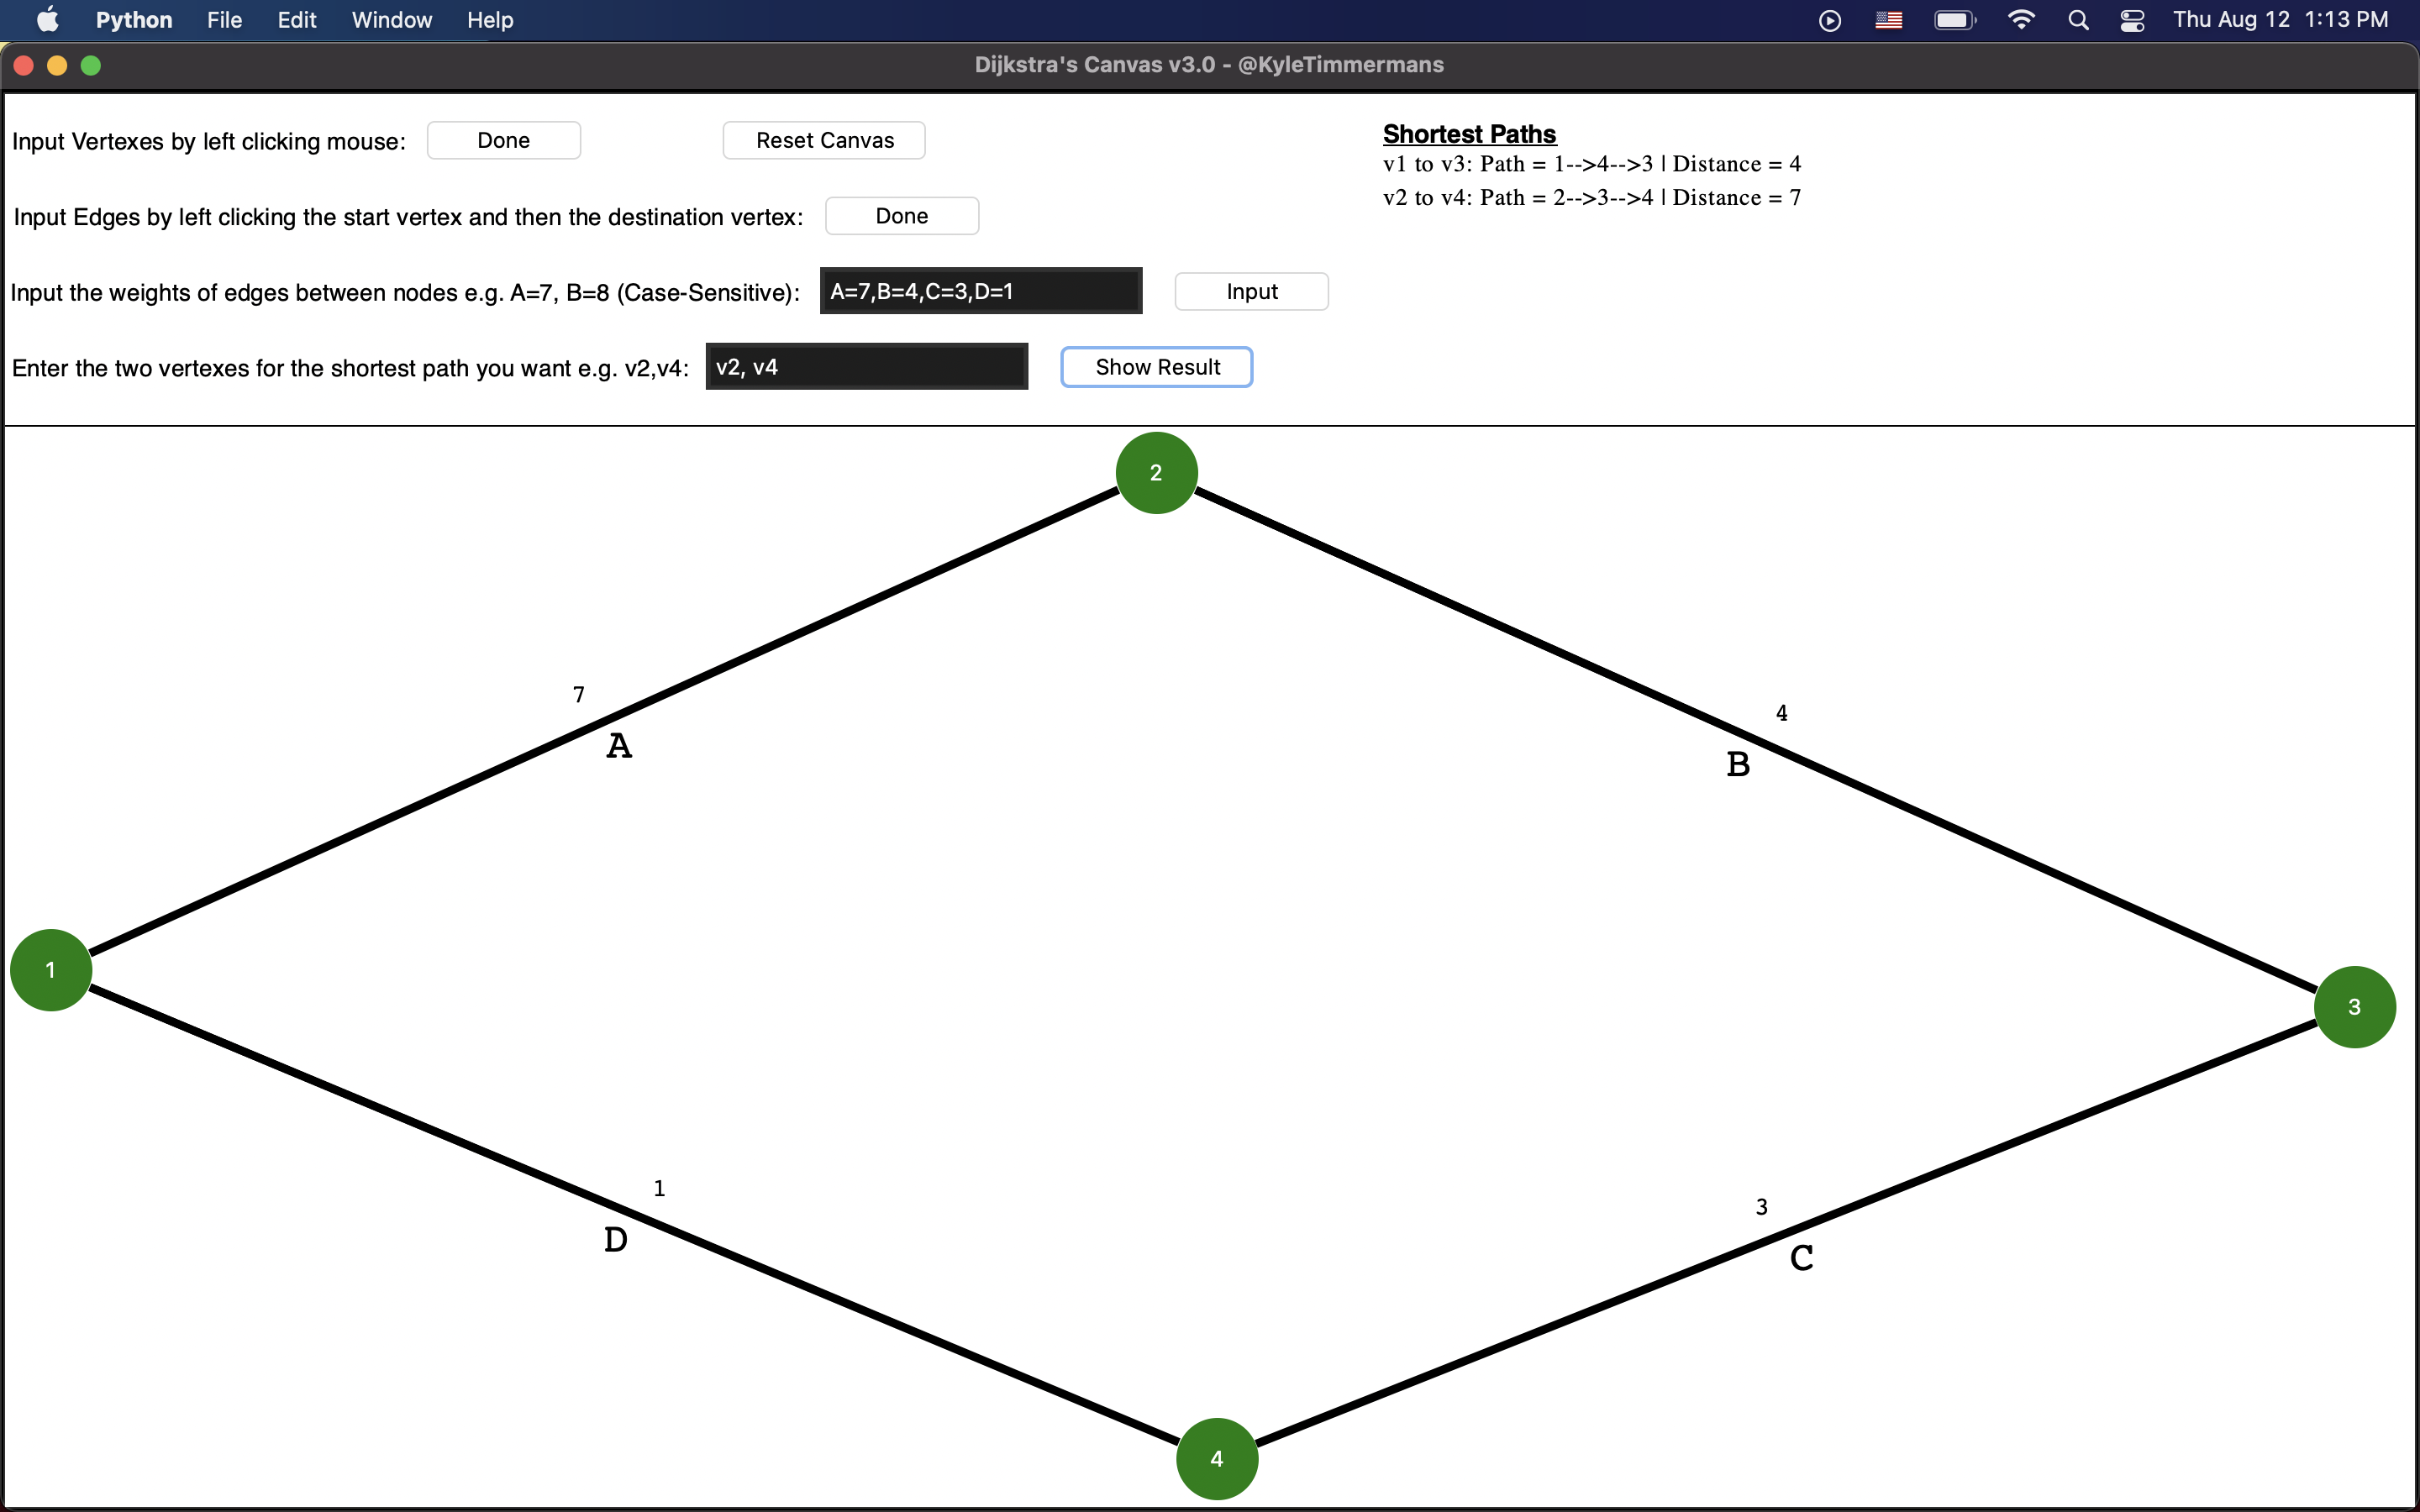 Python File Edit Window Help Thu Aug 12 1:13 PM
Dijkstra's Canvas v3.0 - @KyleTimmermans
Input Vertexes by left clicking mouse: Done Reset Canvas
Shortest Paths
v1 to v3: Path = 1-->4-->3 | Distance = 4
v2 to v4: Path = 2-->3-->4 | Distance = 7
Input Edges by left clicking the start vertex and then the destination vertex: Done
Input the weights of edges between nodes e.g. A=7, B=8 (Case-Sensitive): A=7,B=4,C=3,D=1 Input
Enter the two vertexes for the shortest path you want e.g. v2,v4: v2, v4 Show Result
2
7
4
A
B
1
3
1
3
D
C
4